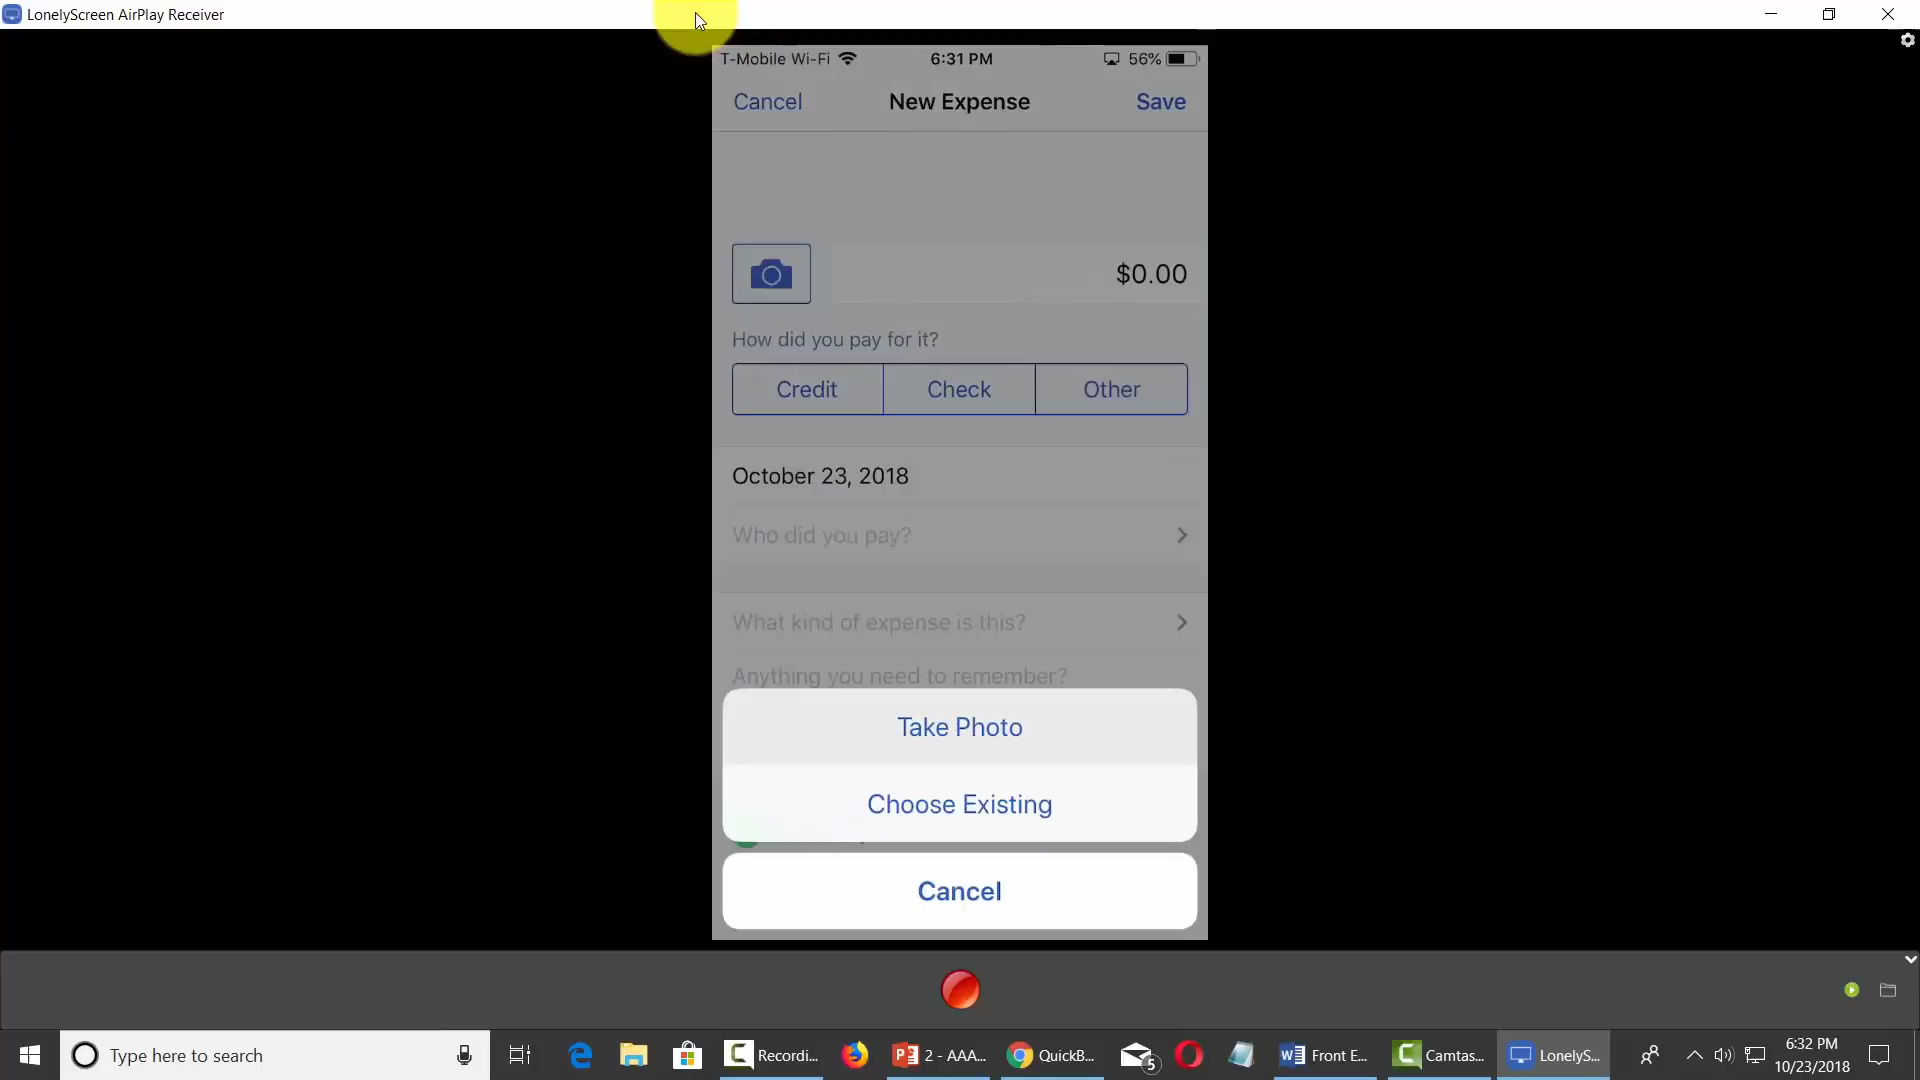 LonelyScreen AirPlay Receiver
T-Mobile Wi-Fi 6:31 PM 56%
Cancel New Expense Save
$0.00
How did you pay for it?
Credit Check Other
October 23, 2018
Who did you pay?
What kind of expense is this?
Anything you need to remember?
Take Photo
Choose Existing
Cancel
Type here to search Recordi... 2 - AAA... QuickB... 5 Front E... Camtas... LonelyS... 6:32 PM
10/23/2018